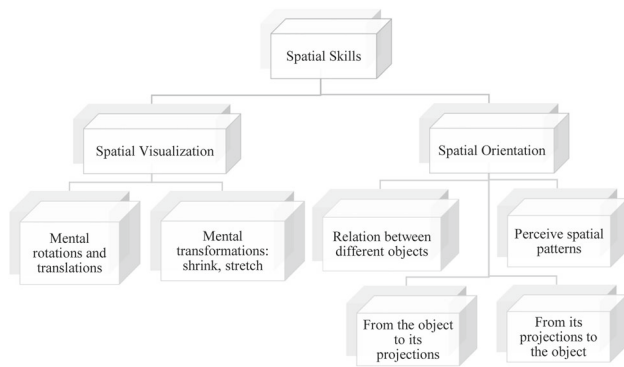 Spatial Skills
Spatial Visualization
Spatial Orientation
Mental
rotations and
translations
Mental
transformations:
shrink, stretch
Relation between
different objects
Perceive spatial
patterns
From the object
to its
projections
From its
projections to
the object